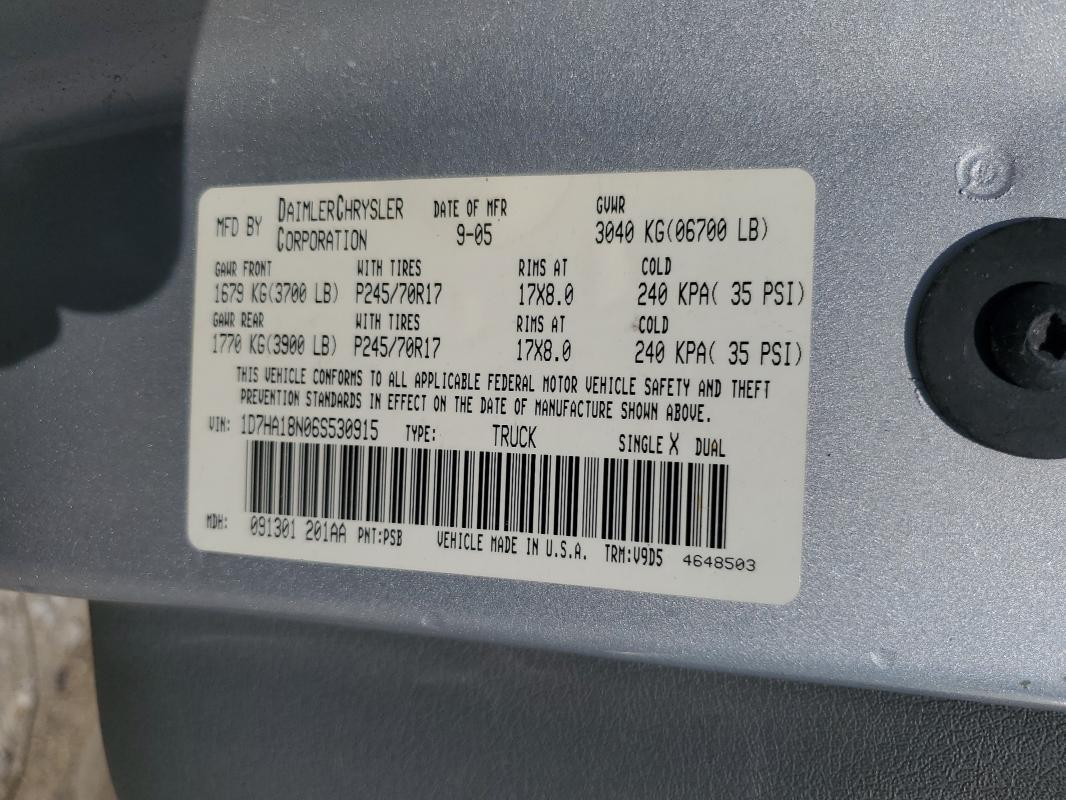 MFD BY DAIMLERCHRYSLER CORPORATION DATE OF MFR 9-05 GVWR 3040 KG(06700 LB)
GAWR FRONT WITH TIRES RIMS AT COLD
1679 KG(3700 LB) P245/70R17 17X8.0 240 KPA( 35 PSI)
GAWR REAR WITH TIRES RIMS AT COLD
1770 KG(3900 LB) P245/70R17 17X8.0 240 KPA( 35 PSI)
THIS VEHICLE CONFORMS TO ALL APPLICABLE FEDERAL MOTOR VEHICLE SAFETY AND THEFT
PREVENTION STANDARDS IN EFFECT ON THE DATE OF MANUFACTURE SHOWN ABOVE.
VIN: 1D7HA18N06S530915 TYPE: TRUCK SINGLE X DUAL
MDH: 091301 201AA PNT:PSB VEHICLE MADE IN U.S.A. TRM:V9D5 4648503